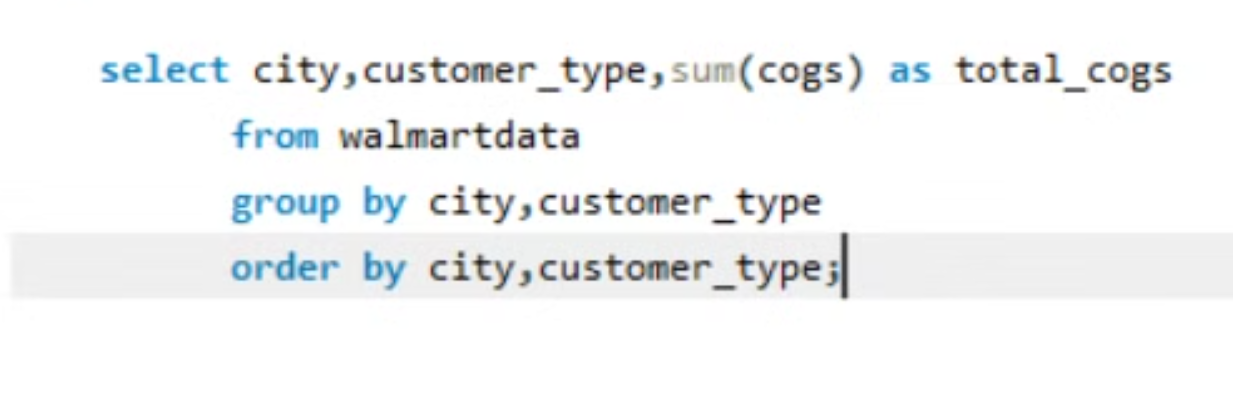 select city,customer_type,sum(cogs) as total_cogs
from walmartdata
group by city,customer_type
order by city,customer_type;